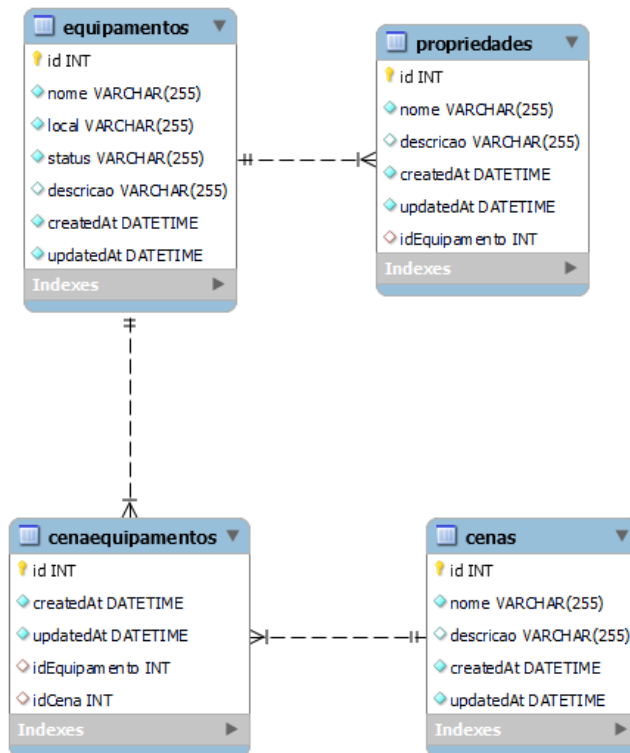 equipamentos
id INT
nome VARCHAR(255)
local VARCHAR(255)
status VARCHAR(255)
descricao VARCHAR(255)
createdAt DATETIME
updatedAt DATETIME
Indexes
propriedades
id INT
nome VARCHAR(255)
descricao VARCHAR(255)
createdAt DATETIME
updatedAt DATETIME
idEquipamento INT
Indexes
cenaequipamentos
id INT
createdAt DATETIME
updatedAt DATETIME
idEquipamento INT
idCena INT
Indexes
cenas
id INT
nome VARCHAR(255)
descricao VARCHAR(255)
createdAt DATETIME
updatedAt DATETIME
Indexes